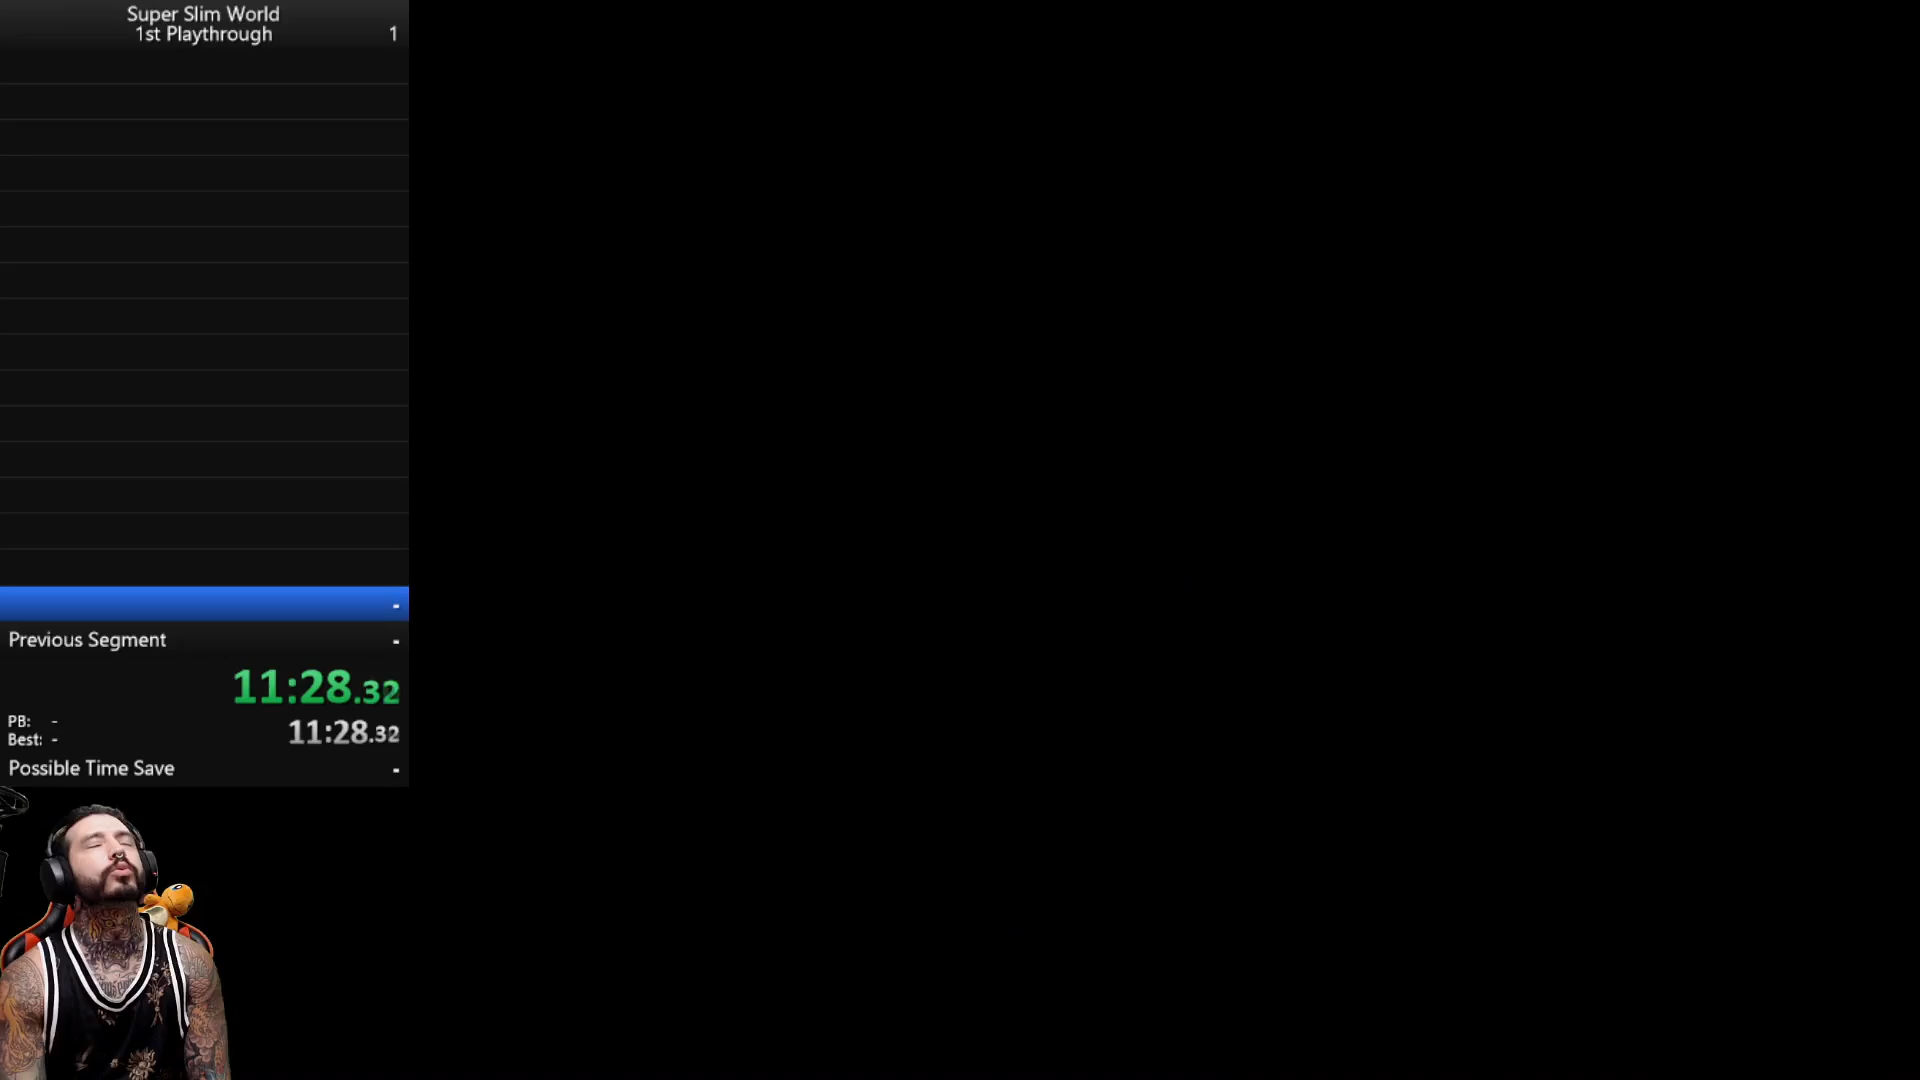 Super Slim World
1st Playthrough 1
-
Previous Segment -
11:28.32
PB: -
11:28.32
Best: -
Possible Time Save -